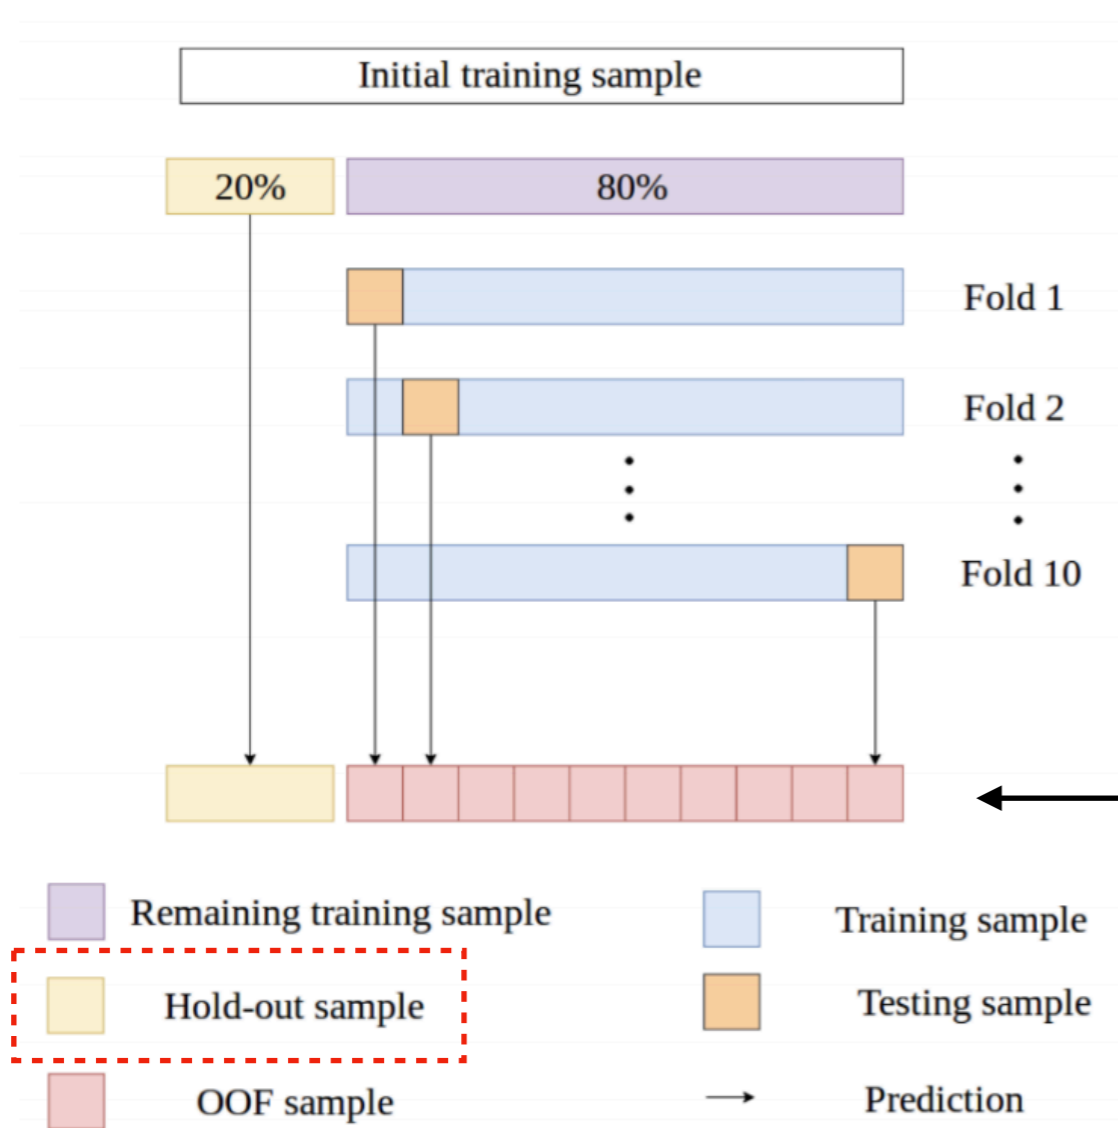 Initial training sample
20%
80%
Fold 1
Fold 2
Fold 10
Remaining training sample
Training sample
Hold-out sample
Testing sample
OOF sample
Prediction